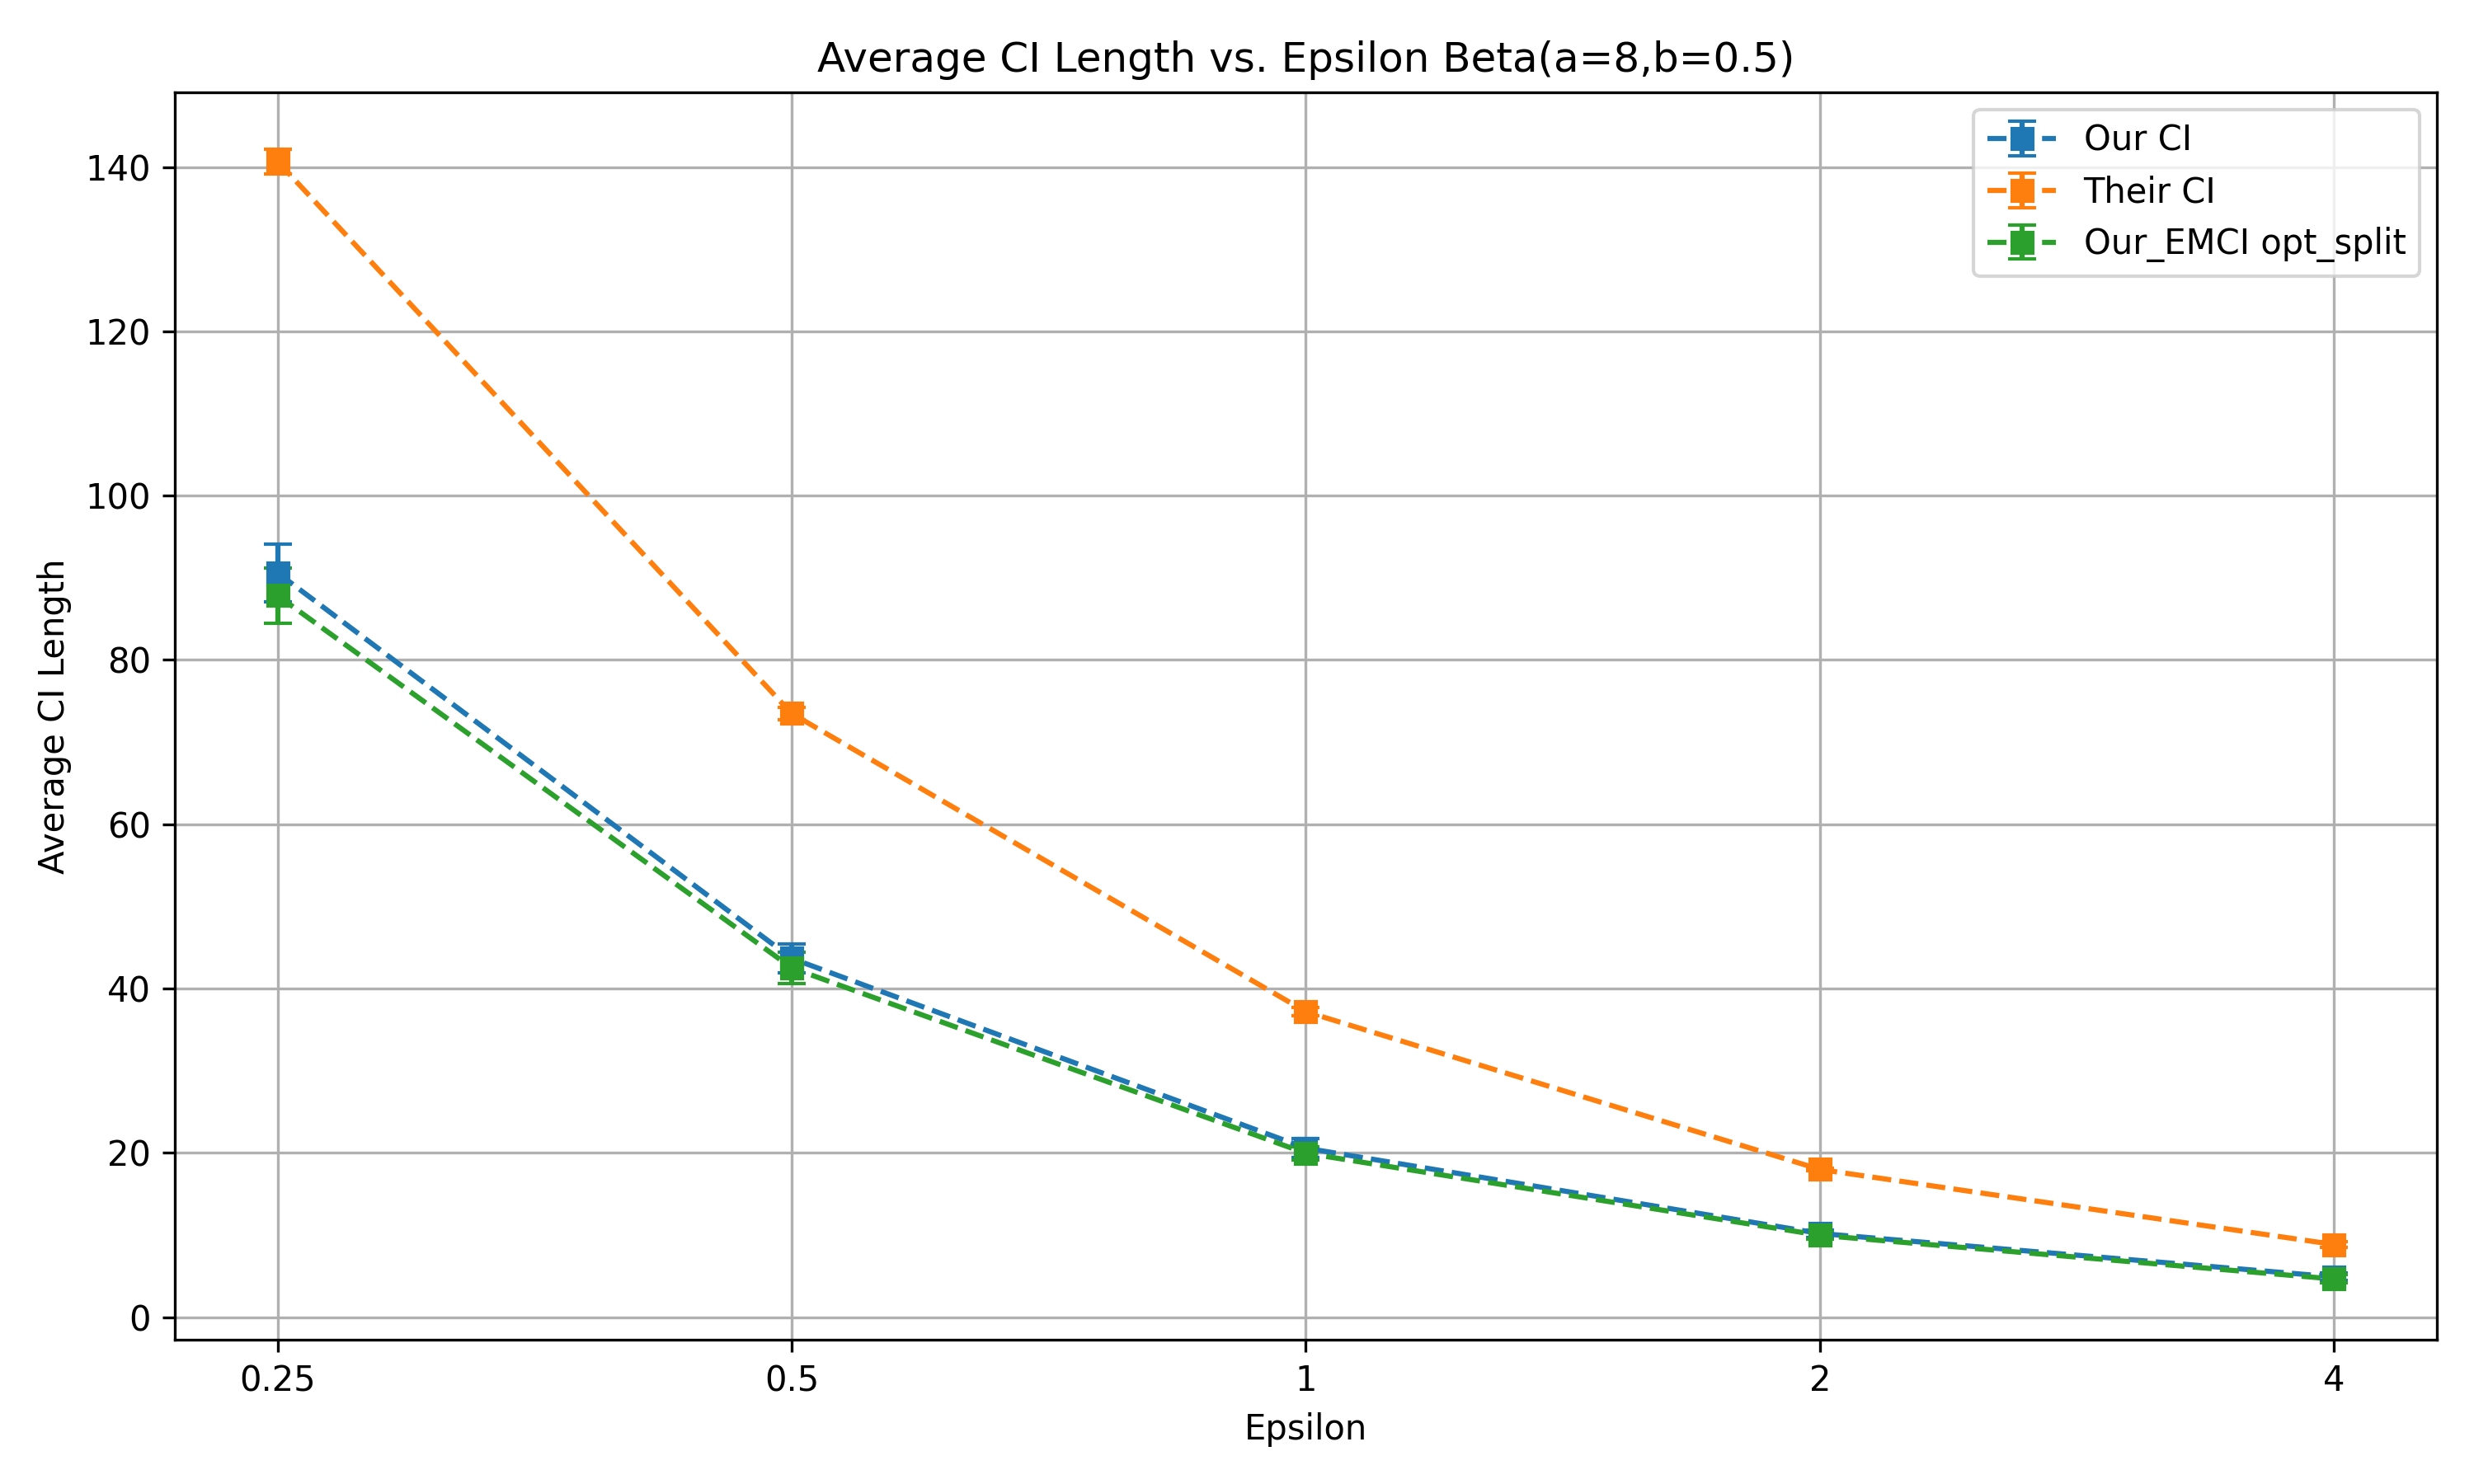 Average CI Length vs. Epsilon Beta(a=8,b=0.5)
Our CI
Their CI
Our_EMCI opt_split
Average CI Length
140
120
100
80
60
40
20
0
0.25
0.5
1
2
4
Epsilon